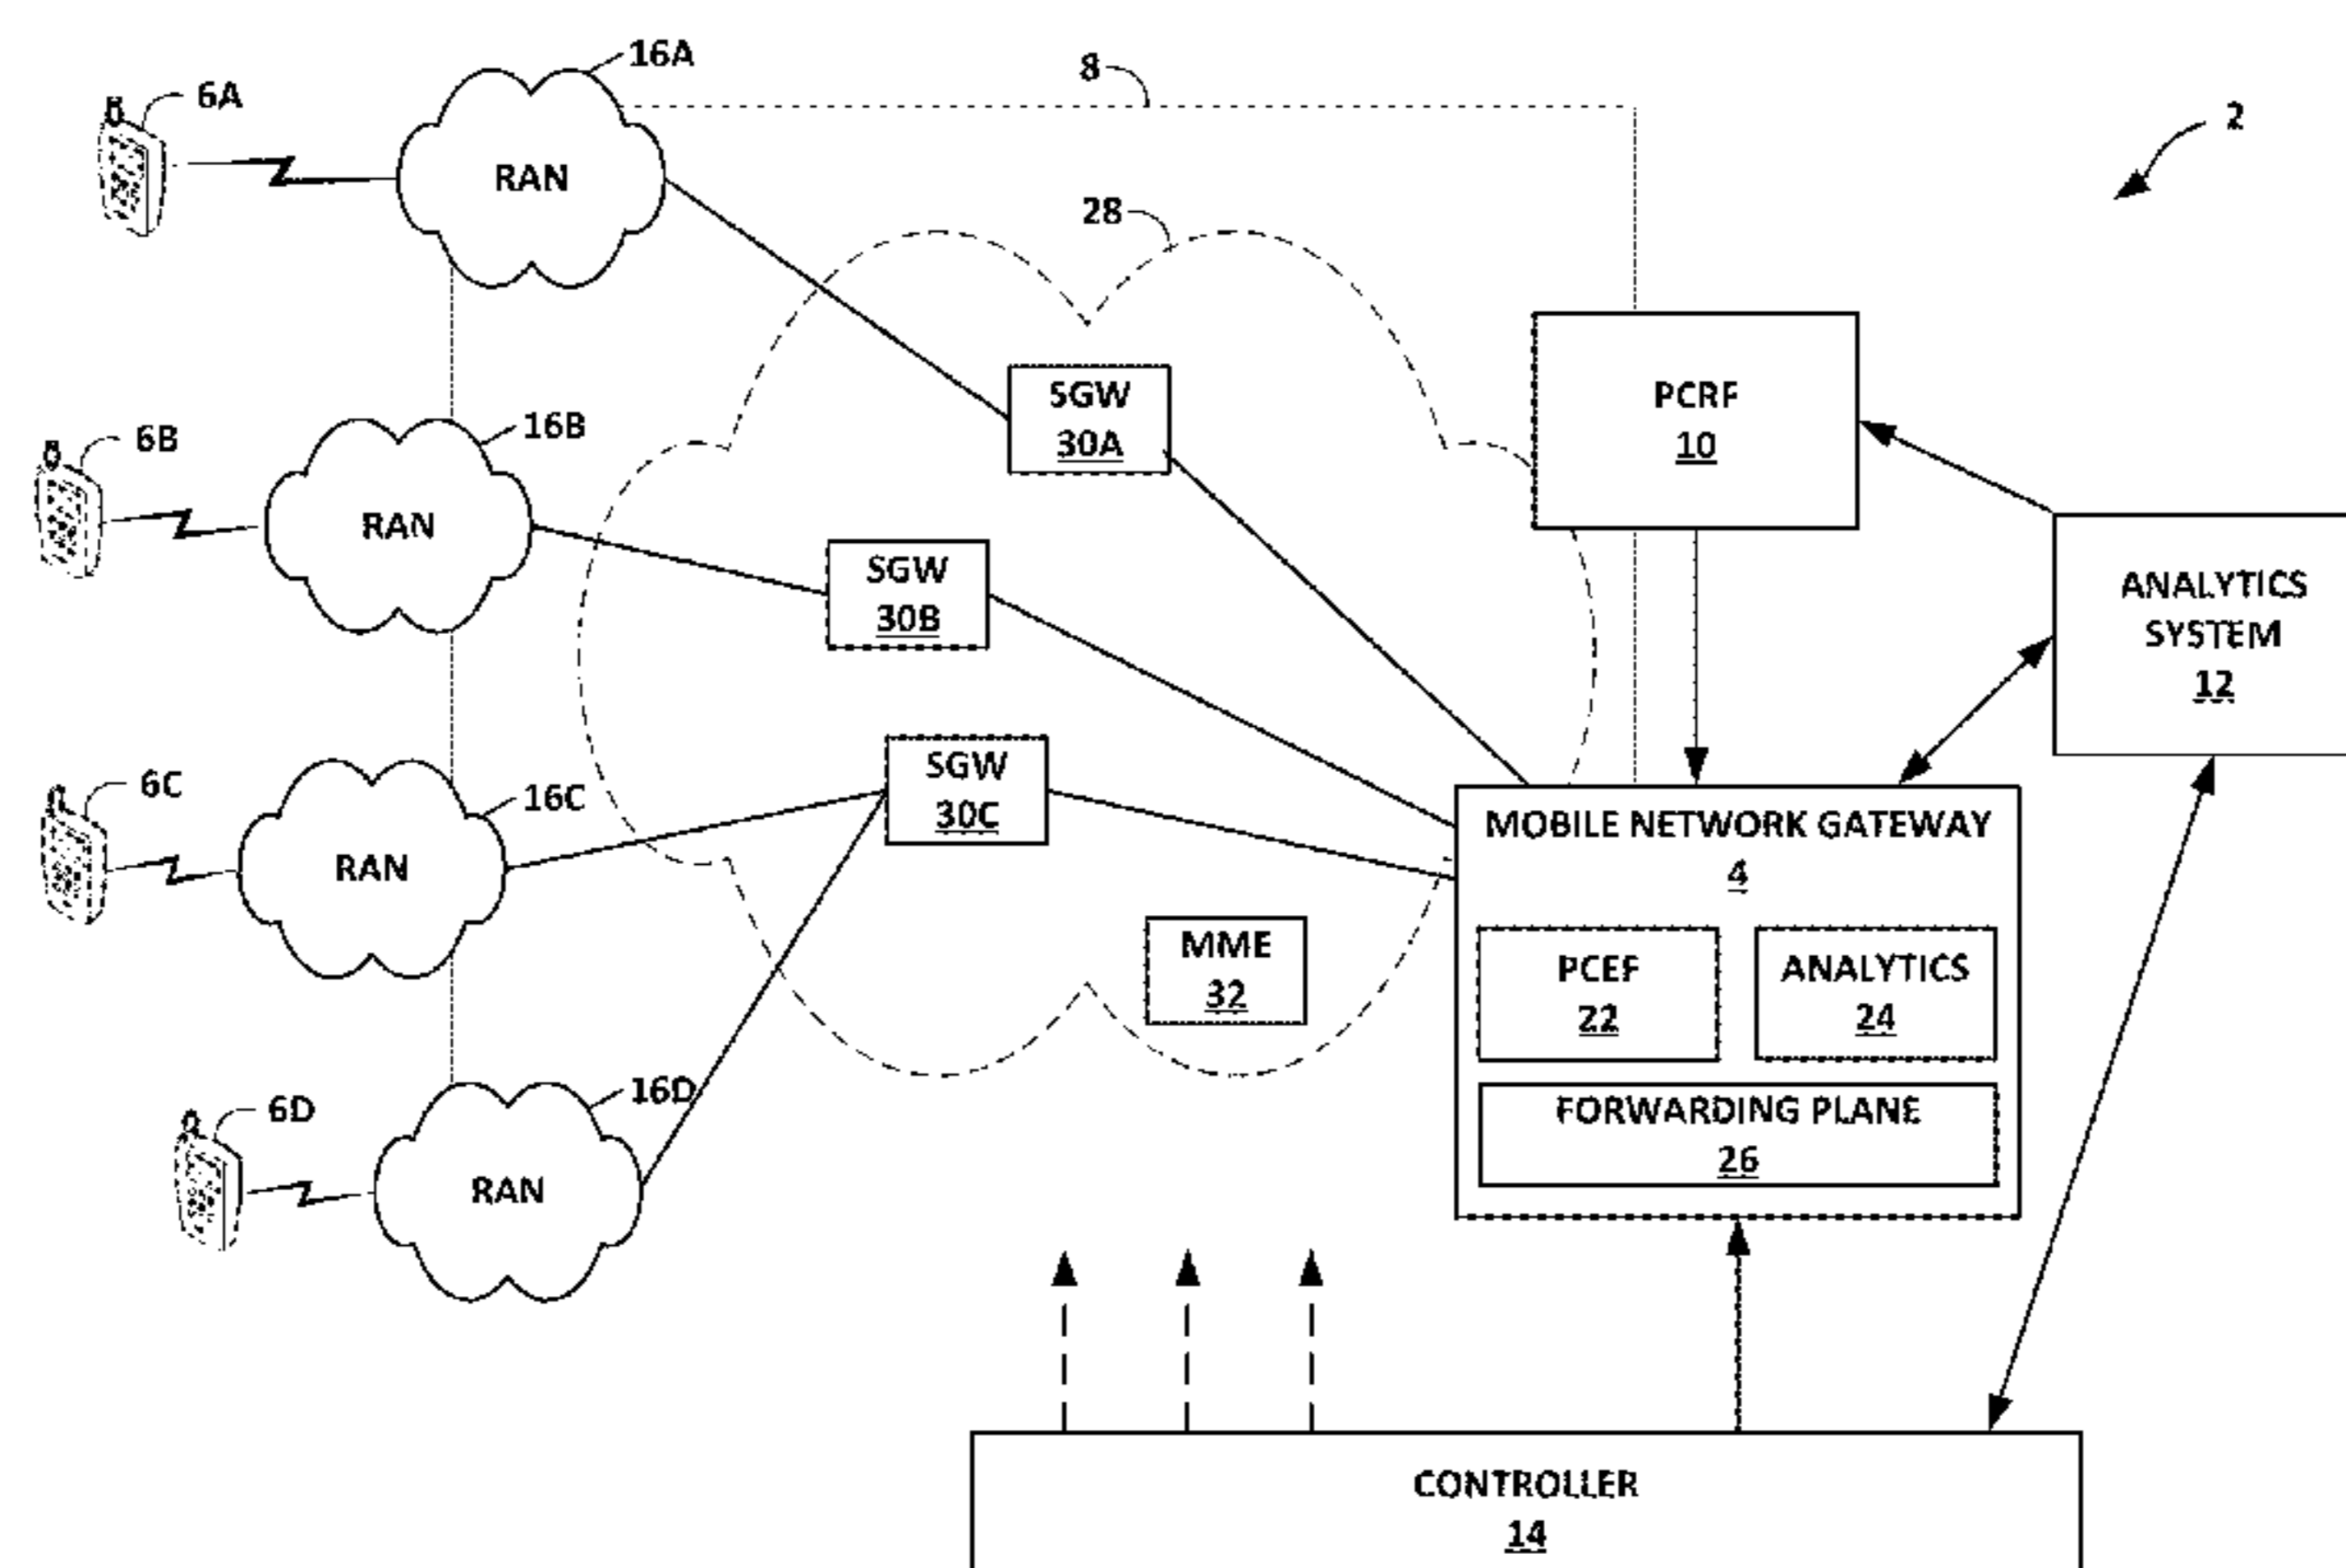 16A
8
6A
2
RAN
28
PCRF
10
SGW
30A
16B
6B
RAN
SGW
30B
ANALYTICS
SYSTEM
12
SGW
30C
6C
16C
RAN
MOBILE NETWORK GATEWAY
4
MME
32
PCEF
22
ANALYTICS
24
16D
6D
RAN
FORWARDING PLANE
26
CONTROLLER
14